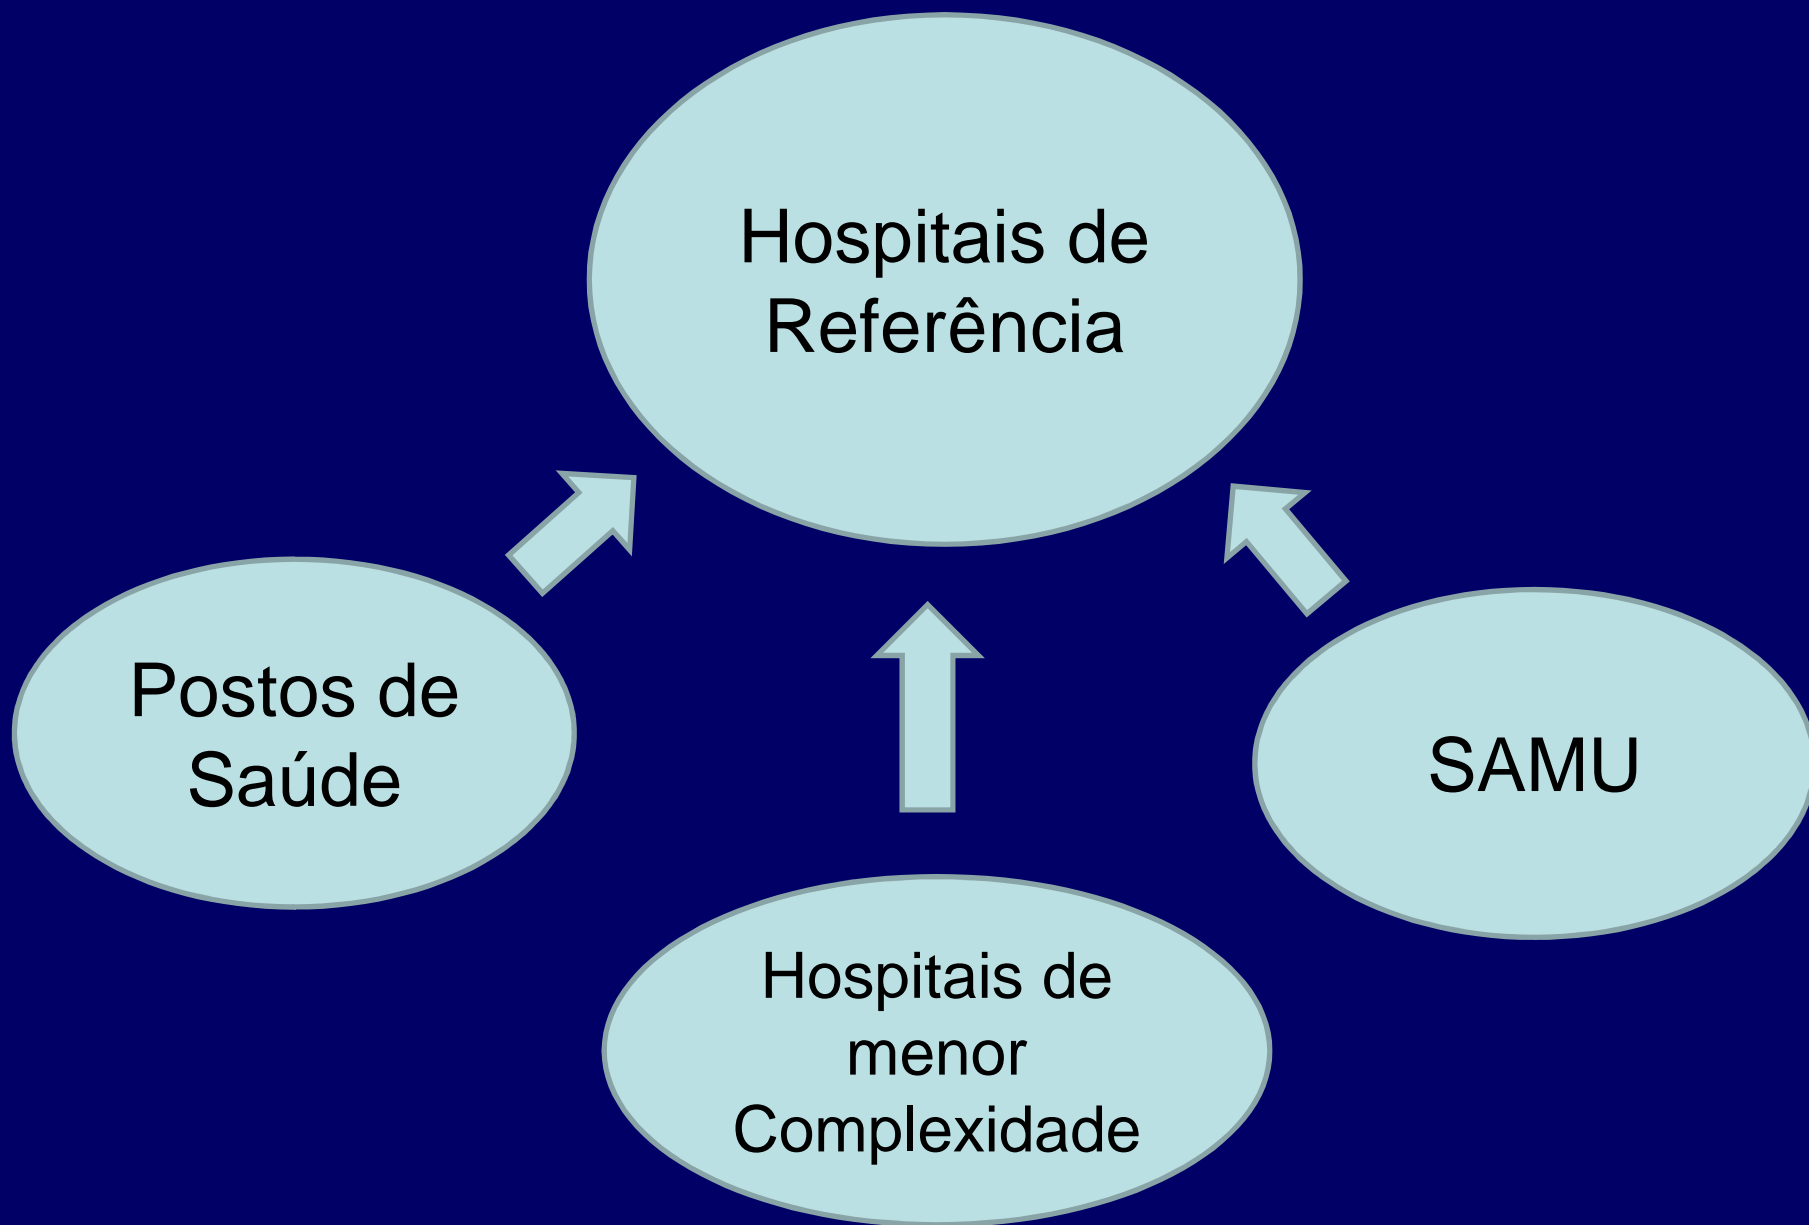 Hospitais de
Referência
Postos de
Saúde
SAMU
Hospitais de
menor
Complexidade